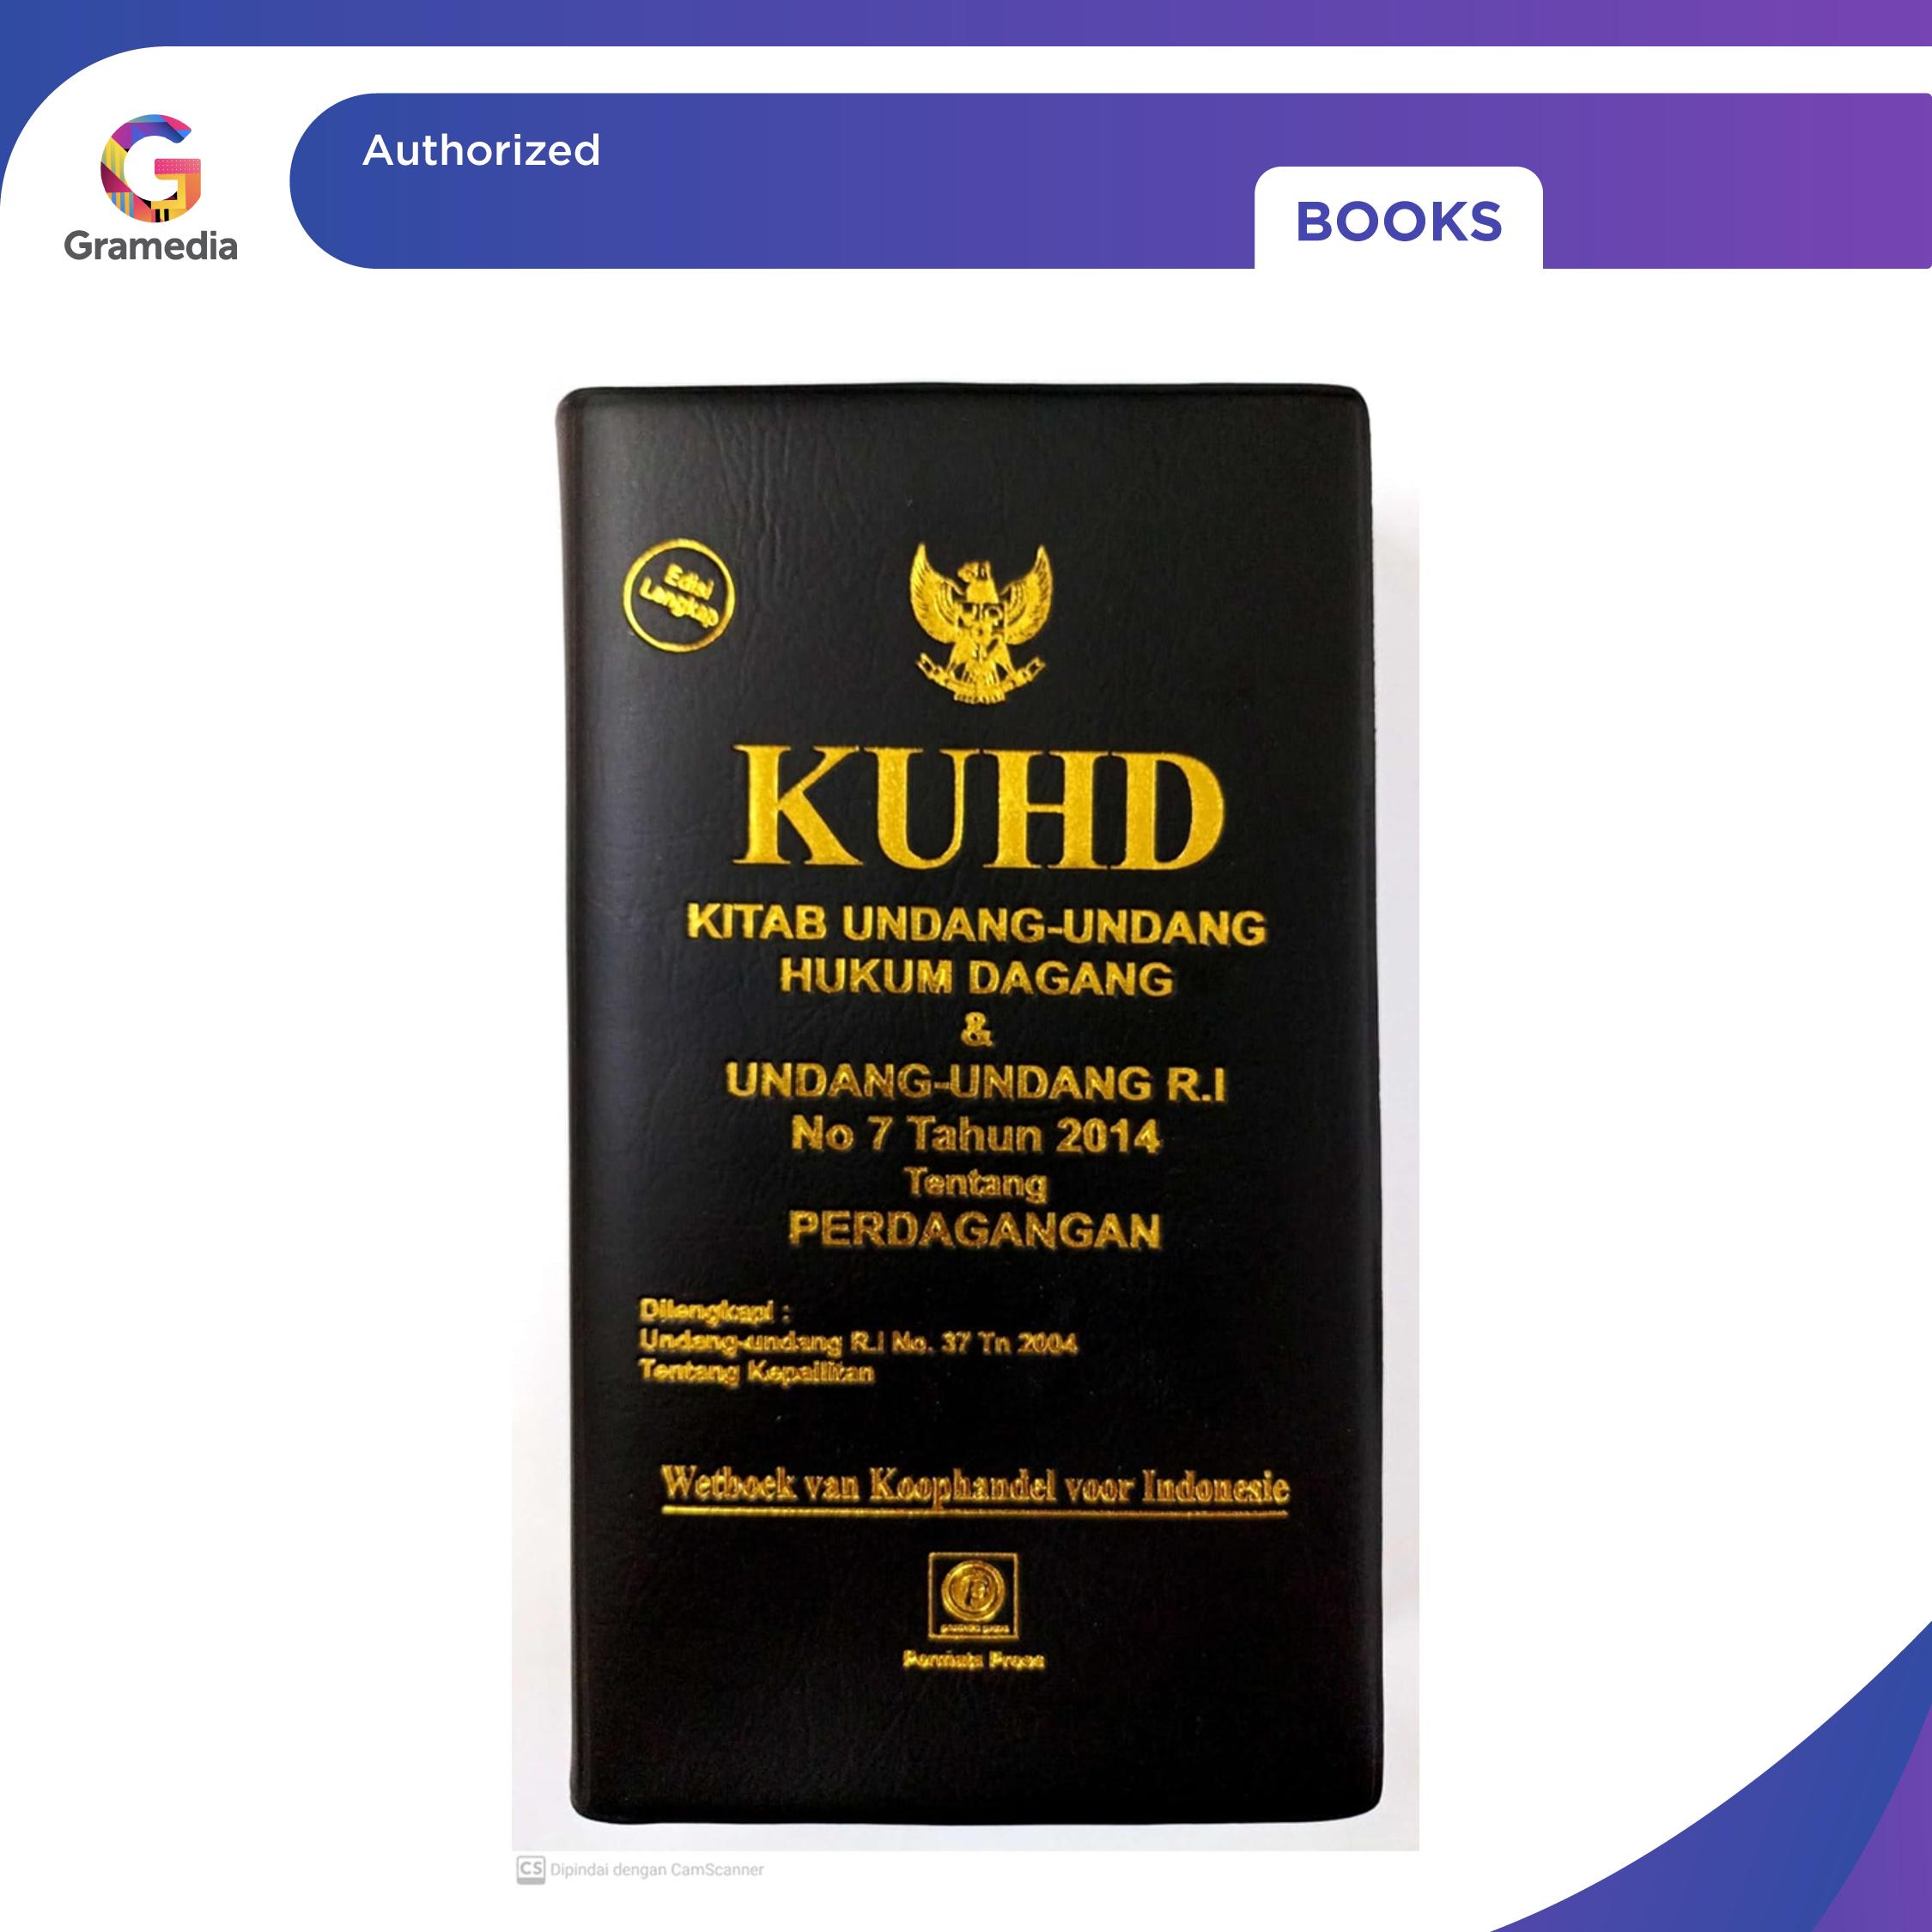 Gramedia
Authorized
BOOKS
Edisi
Lengkap
KUHD
KITAB UNDANG-UNDANG
HUKUM DAGANG
&
UNDANG-UNDANG R.I
No 7 Tahun 2014
Tentang
PERDAGANGAN
Dilengkapi :
Undang-undang R.I No. 37 Tn 2004
Tentang Kepailitan
Wetboek van Koophandel voor Indonesie
Permata Press
CS Dipindai dengan CamScanner